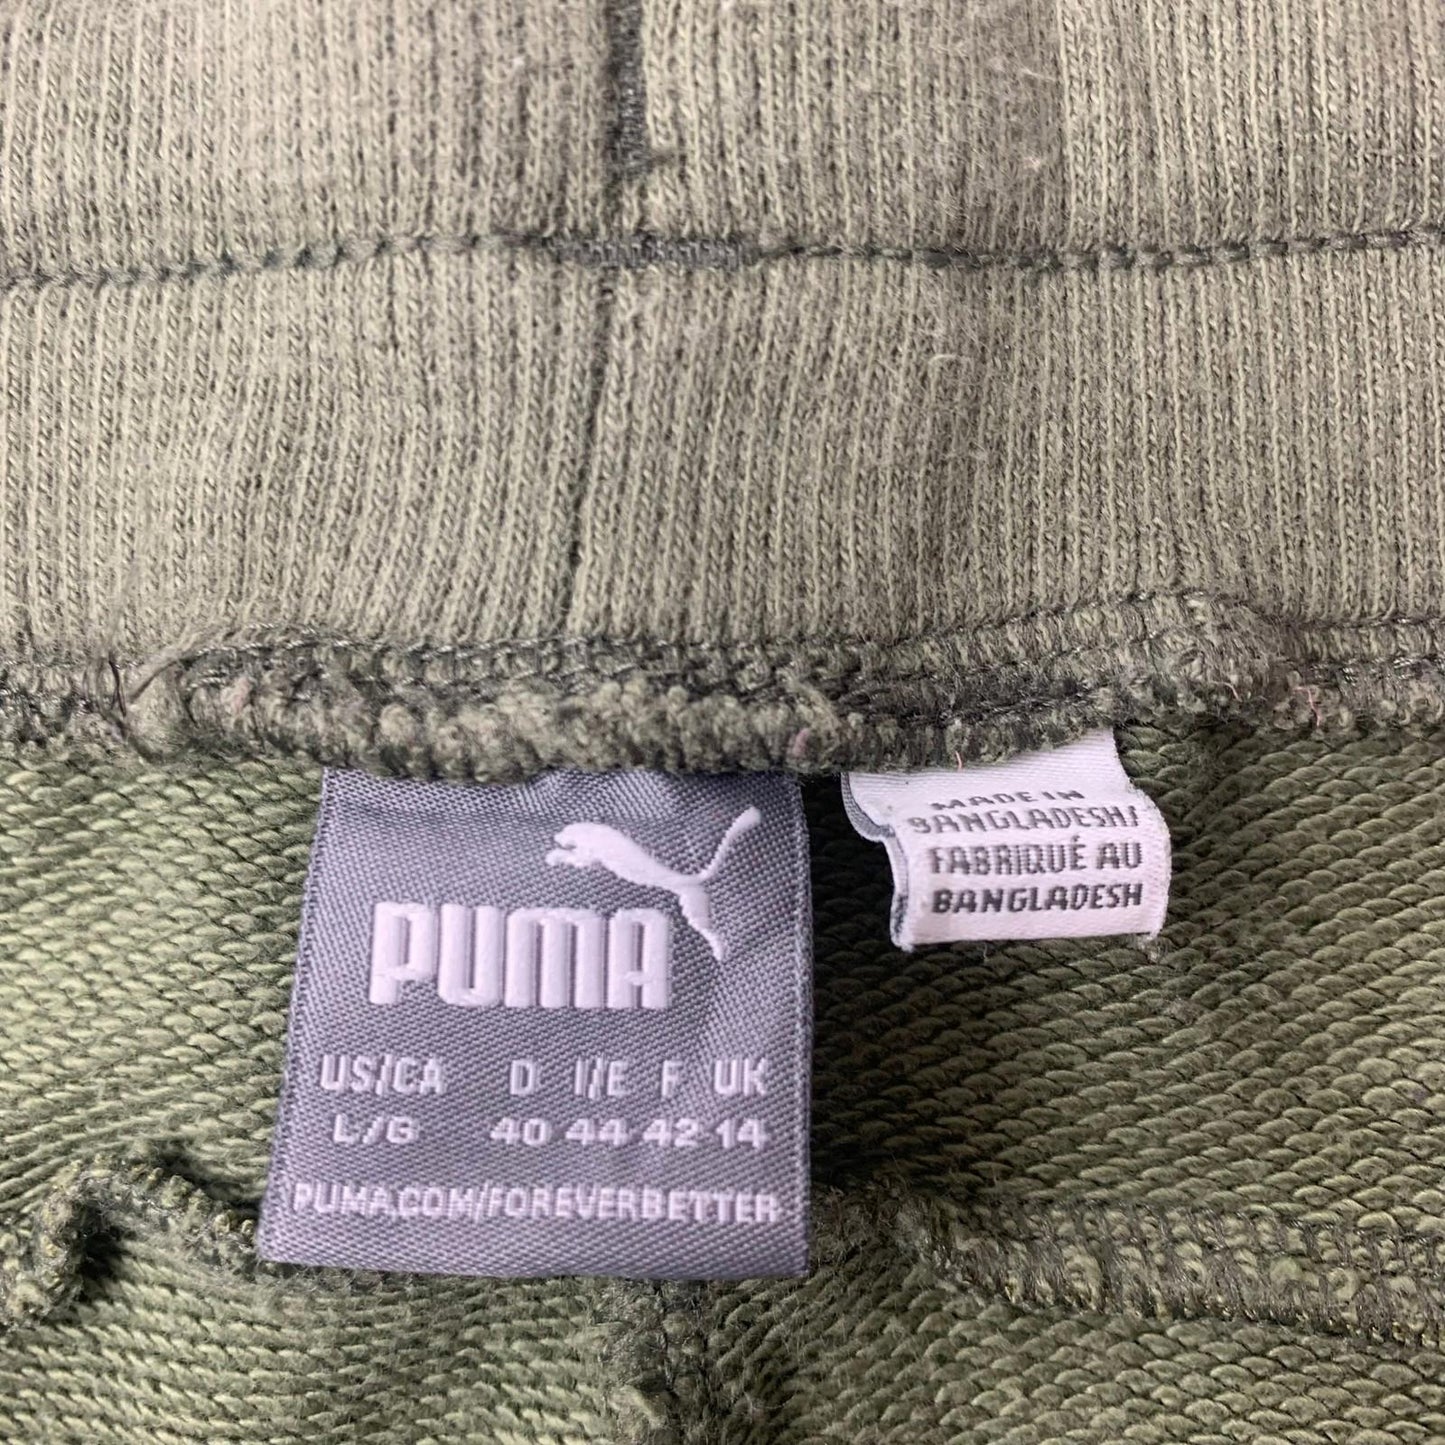 PUMA
US/CA D I/E F UK
L/G 40 44 42 14
PUMA.COM/FOREVERBETTER
MADE IN
BANGLADESH/
FABRIQUÉ AU
BANGLADESH